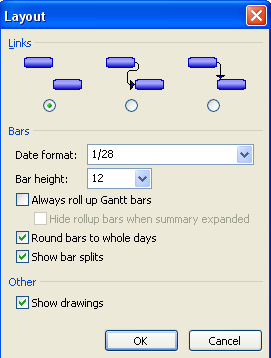 Layout
Links
Bars
Date format: 1/28
Bar height: 12
Always roll up Gantt bars
Hide rollup bars when summary expanded
Round bars to whole days
Show bar splits
Other
Show drawings
OK Cancel